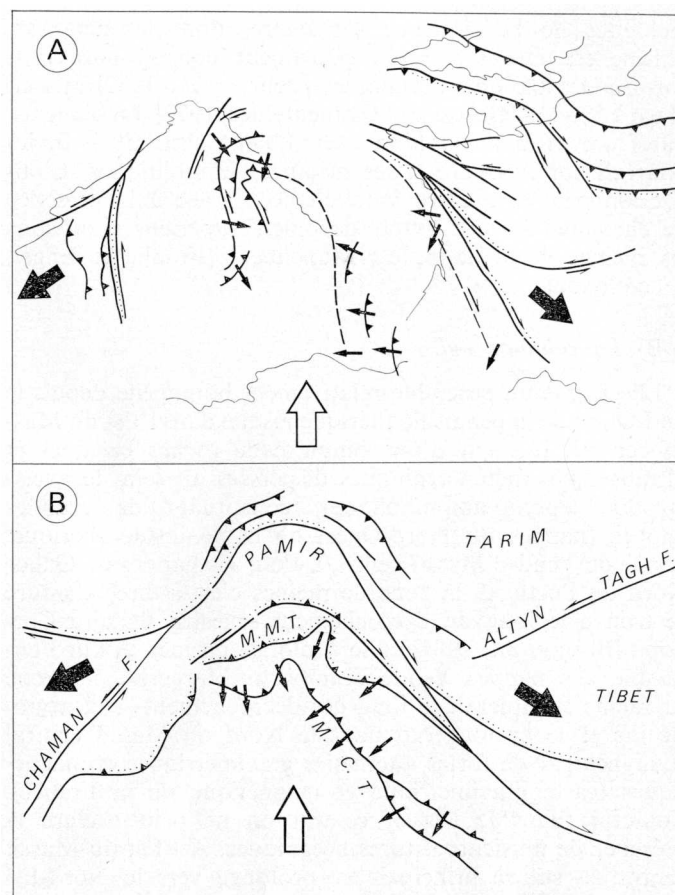 A
B
PAMIR
TARIM
ALTYN TAGH F.
M.M.T.
CHAMAN F.
TIBET
M.C.T.